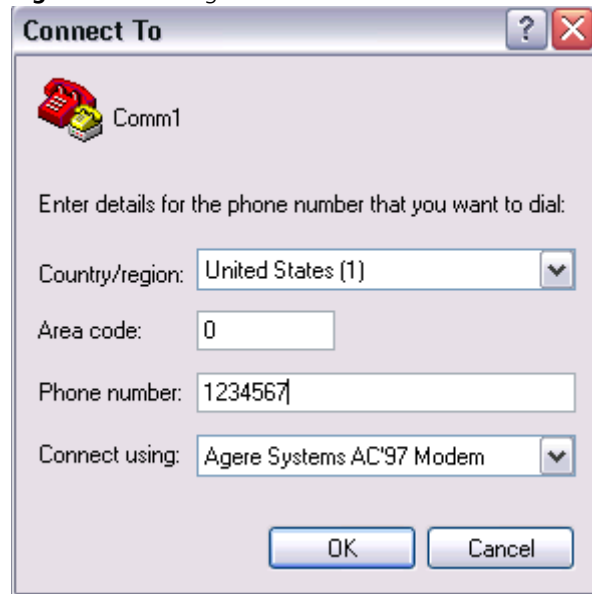 Connect To
?
Comm1
Enter details for the phone number that you want to dial:
Country/region: United States (1)
Area code: 0
Phone number: 1234567
Connect using: Agere Systems AC'97 Modem
OK Cancel